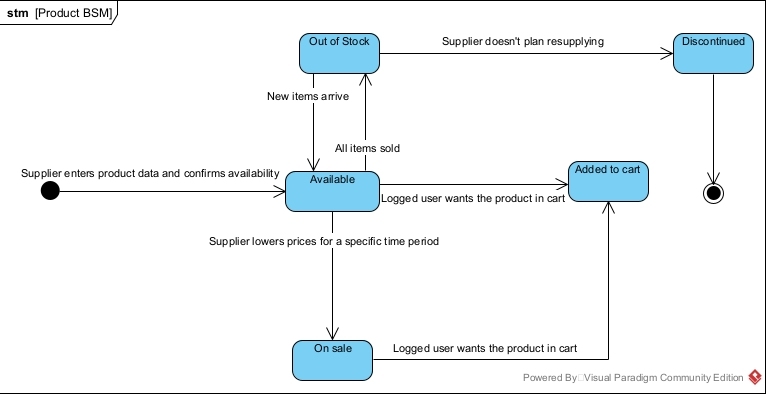 stm [Product BSM]
Out of Stock
Supplier doesn't plan resupplying
Discontinued
New items arrive
All items sold
Supplier enters product data and confirms availability
Available
Added to cart
Logged user wants the product in cart
Supplier lowers prices for a specific time period
On sale
Logged user wants the product in cart
Powered By Visual Paradigm Community Edition